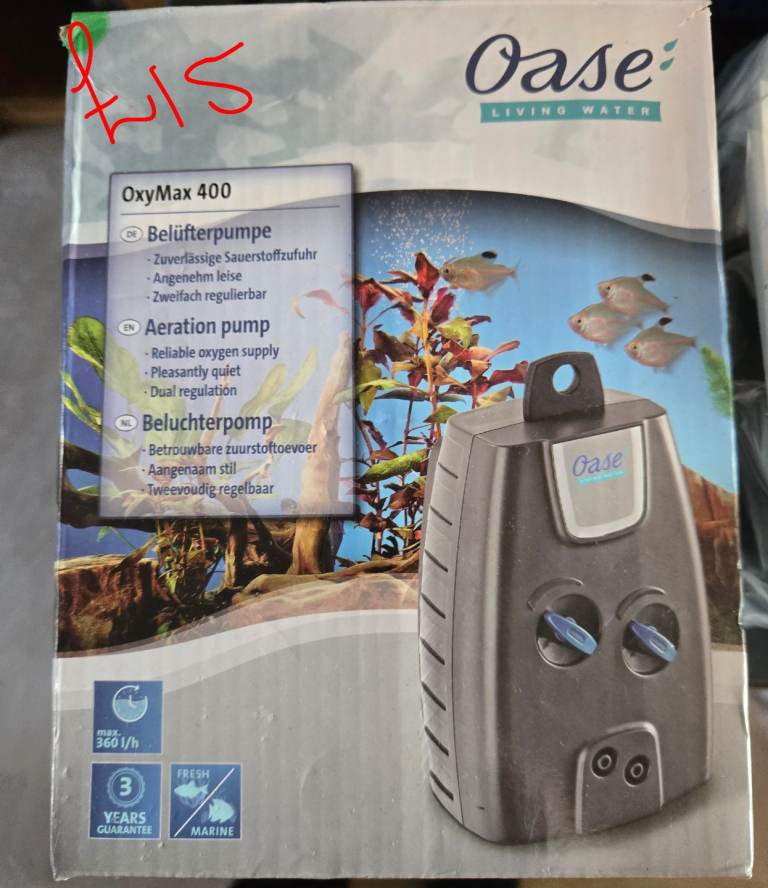 £15
Oase
LIVING WATER
OxyMax 400
DE Belüfterpumpe
· Zuverlässige Sauerstoffzufuhr
· Angenehm leise
· Zweifach regulierbar
EN Aeration pump
· Reliable oxygen supply
· Pleasantly quiet
· Dual regulation
NL Beluchterpomp
· Betrouwbare zuurstoftoevoer
· Aangenaam stil
· Tweevoudig regelbaar
Oase
LIVING WATER
max.
360 l/h
3
YEARS
GUARANTEE
FRESH
MARINE